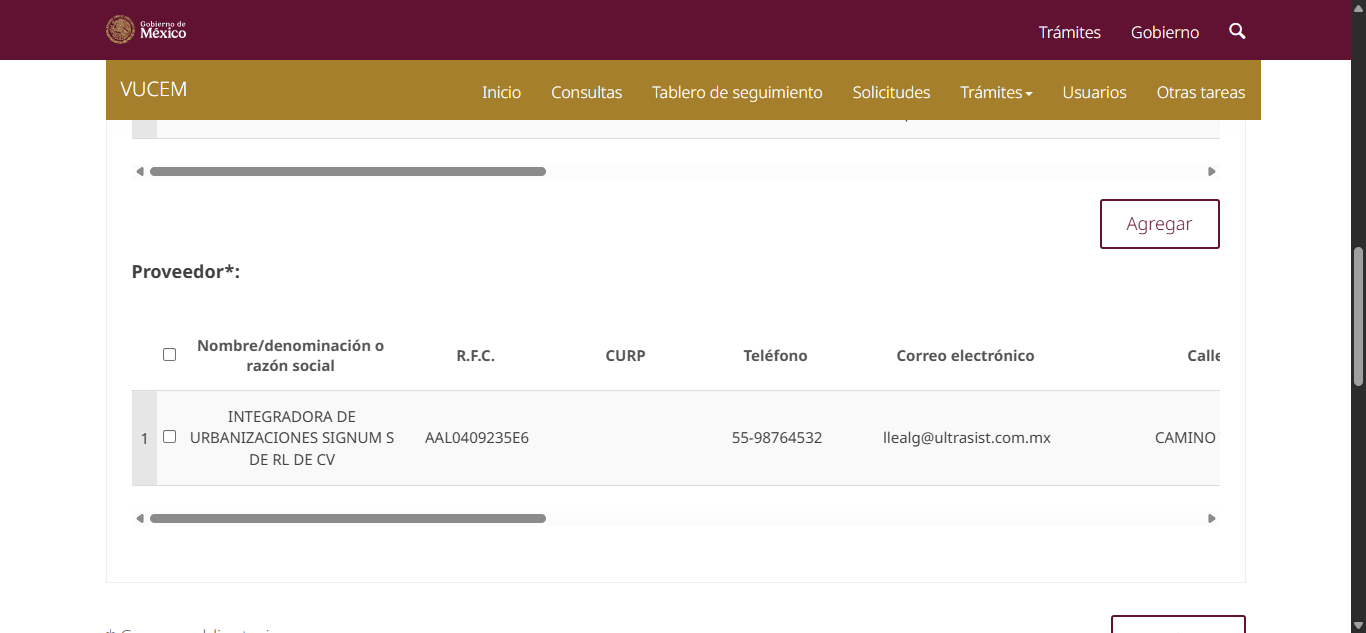 Gobierno de
México
Trámites
Gobierno
VUCEM
Inicio
Consultas
Tablero de seguimiento
Solicitudes
Trámites
Usuarios
Otras tareas
Agregar
Proveedor*:
Nombre/denominación o
razón social
R.F.C.
CURP
Teléfono
Correo electrónico
Calle
1
INTEGRADORA DE
URBANIZACIONES SIGNUM S
DE RL DE CV
AAL0409235E6
55-98764532
llealg@ultrasist.com.mx
CAMINO